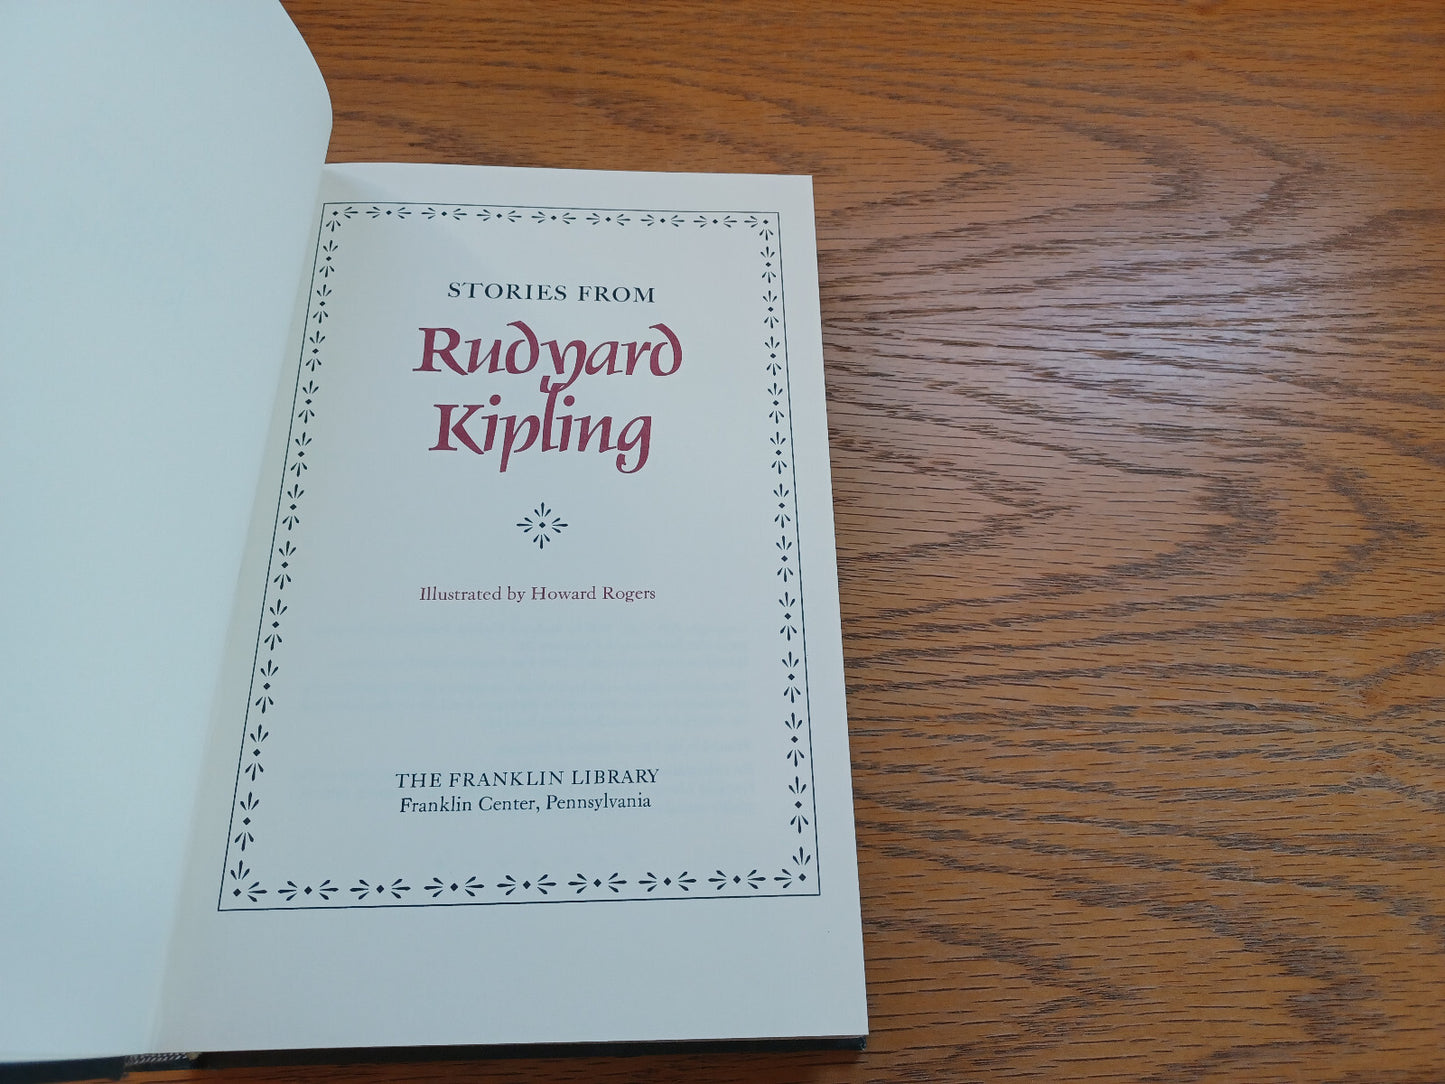 STORIES FROM
Rudyard
Kipling
Illustrated by Howard Rogers
THE FRANKLIN LIBRARY
Franklin Center, Pennsylvania